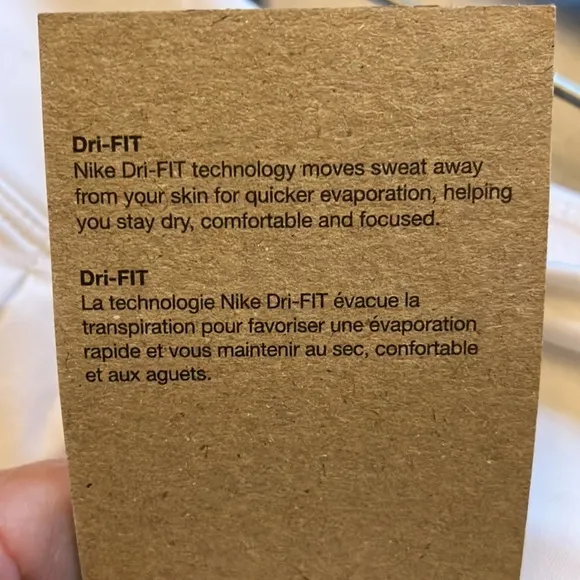 Dri-FIT
Nike Dri-FIT technology moves sweat away
from your skin for quicker evaporation, helping
you stay dry, comfortable and focused.
Dri-FIT
La technologie Nike Dri-FIT évacue la
transpiration pour favoriser une évaporation
rapide et vous maintenir au sec, confortable
et aux aguets.